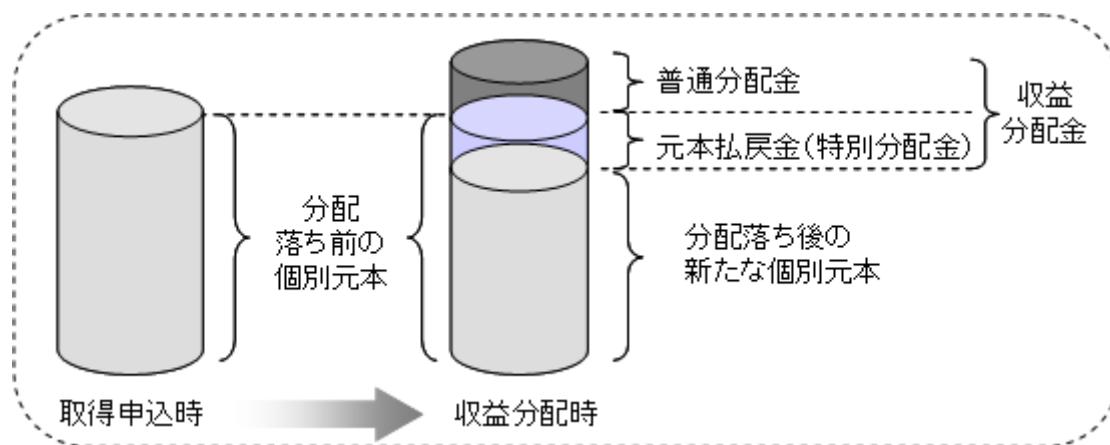 普通分配金
元本払戻金(特別分配金)
収益
分配金
分配
落ち前の
個別元本
分配落ち後の
新たな個別元本
取得申込時
収益分配時